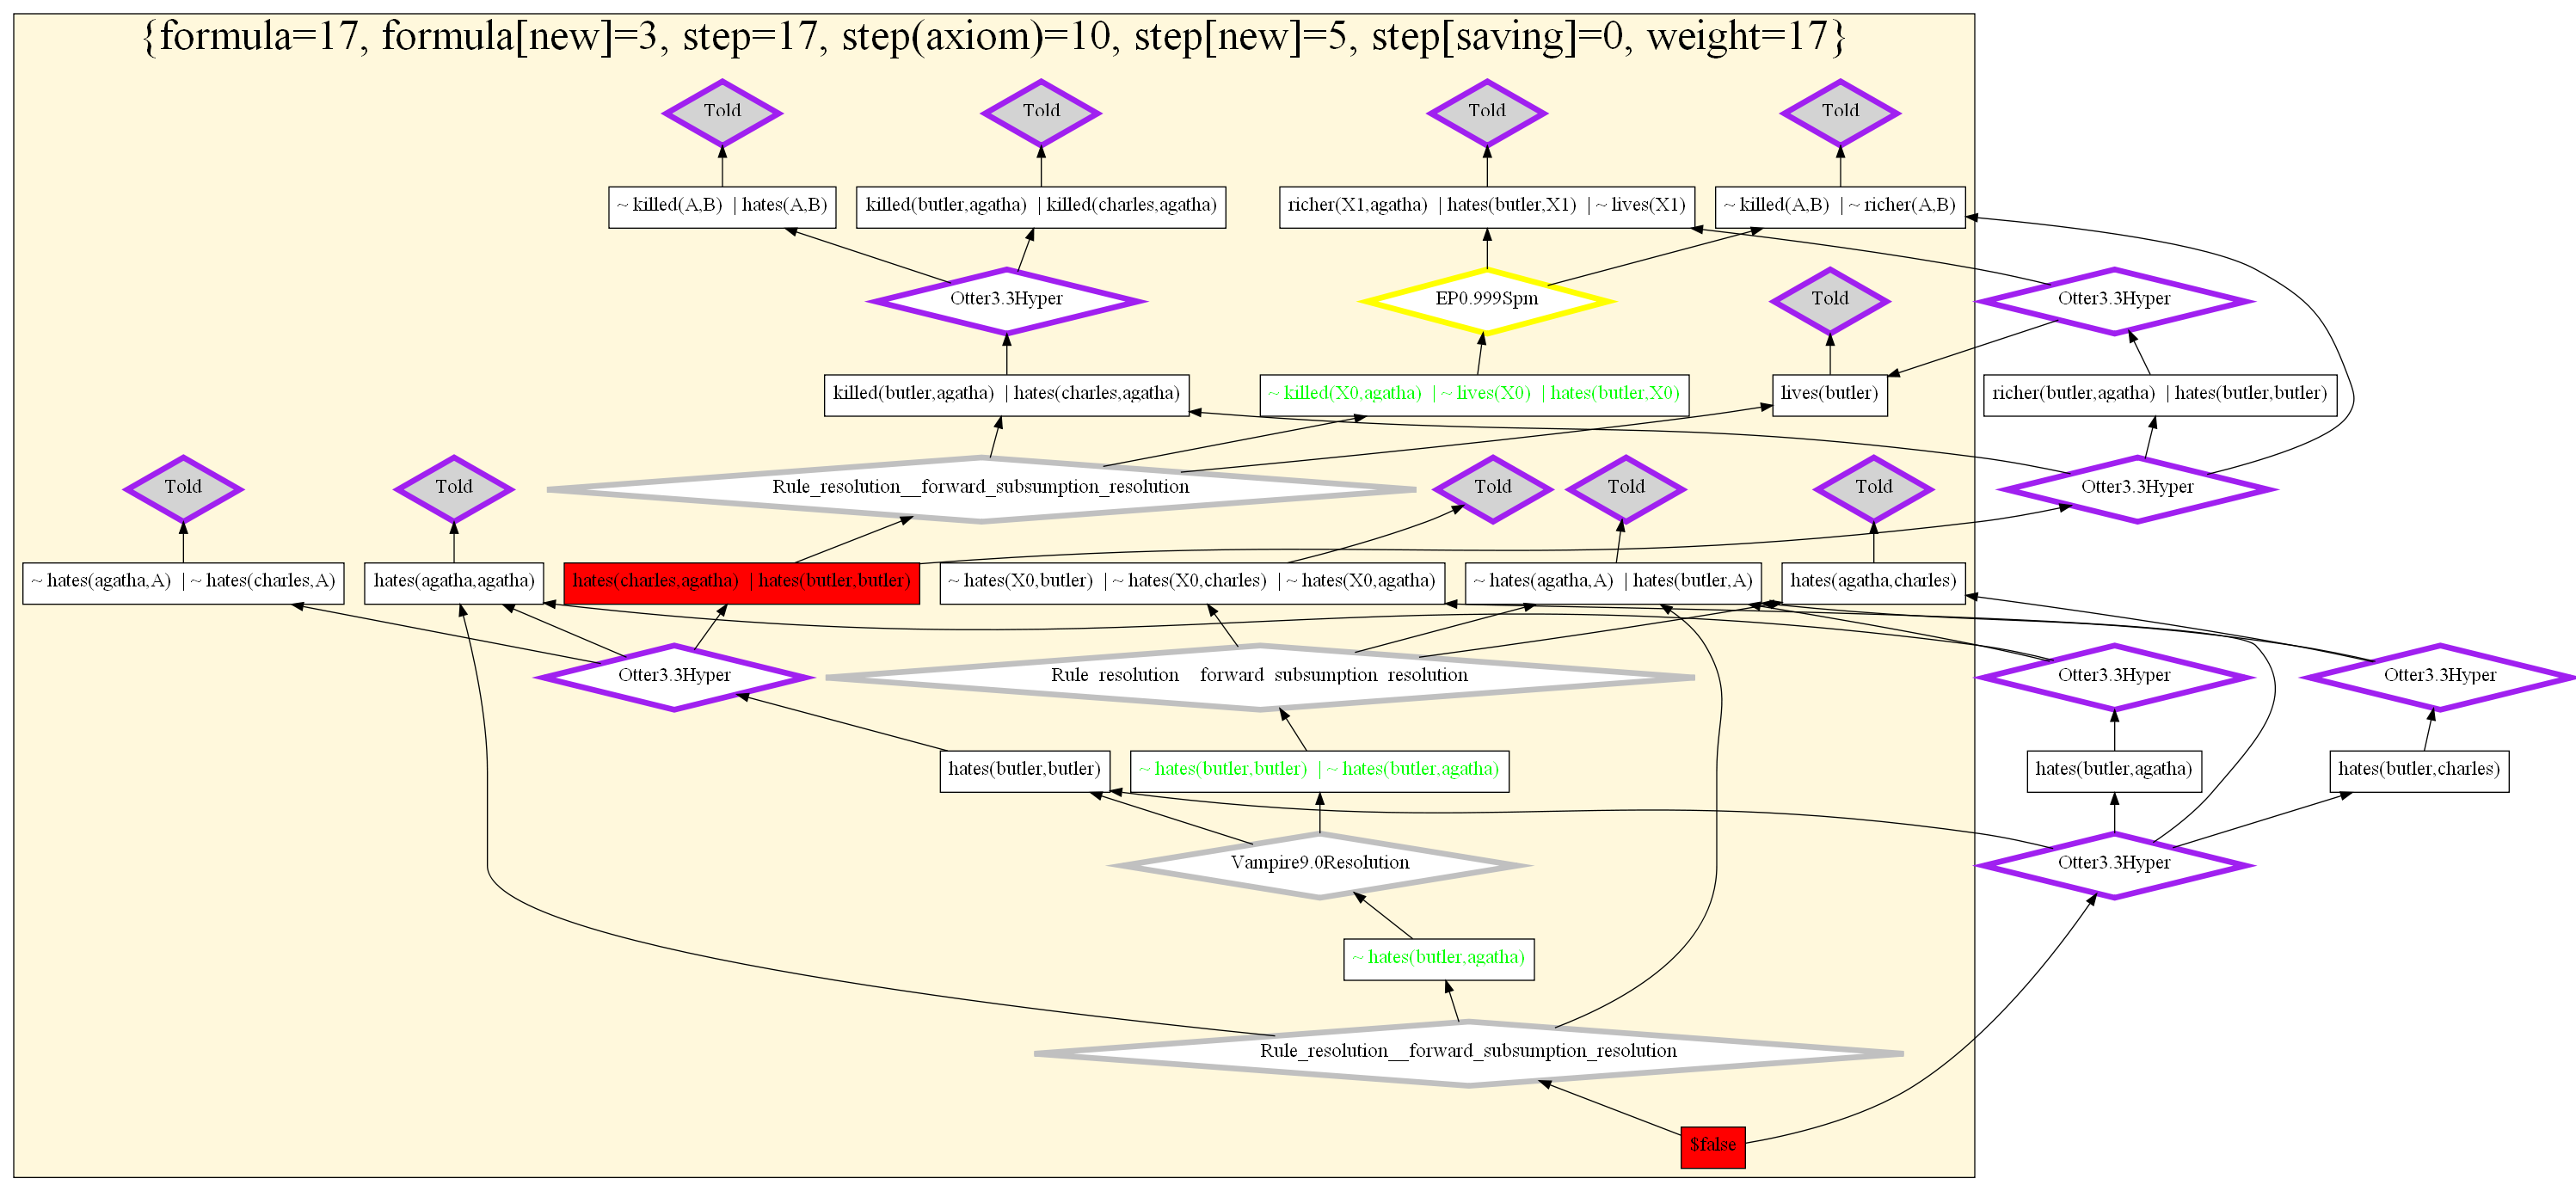 {formula=17, formula[new]=3, step=17, step(axiom)=10, step[new]=5, step[saving]=0, weight=17}
Told
Told
Told
Told
~ killed(A,B) | hates(A,B)
killed(butler,agatha) | killed(charles,agatha)
richer(X1,agatha) | hates(butler,X1) | ~ lives(X1)
~ killed(A,B) | ~ richer(A,B)
Otter3.3Hyper
EP0.999Spm
Told
Otter3.3Hyper
killed(butler,agatha) | hates(charles,agatha)
~ killed(X0,agatha) | ~ lives(X0) | hates(butler,X0)
lives(butler)
richer(butler,agatha) | hates(butler,butler)
Told
Told
Rule_resolution__forward_subsumption_resolution
Told
Told
Told
Otter3.3Hyper
~ hates(agatha,A) | ~ hates(charles,A)
hates(agatha,agatha)
hates(charles,agatha) | hates(butler,butler)
~ hates(X0,butler) | ~ hates(X0,charles) | ~ hates(X0,agatha)
~ hates(agatha,A) | hates(butler,A)
hates(agatha,charles)
Otter3.3Hyper
Rule resolution  forward subsumption resolution
Otter3.3Hyper
Otter3.3Hyper
hates(butler,butler)
~ hates(butler,butler) | ~ hates(butler,agatha)
hates(butler,agatha)
hates(butler,charles)
Vampire9.0Resolution
Otter3.3Hyper
~ hates(butler,agatha)
Rule_resolution__forward_subsumption_resolution
$false